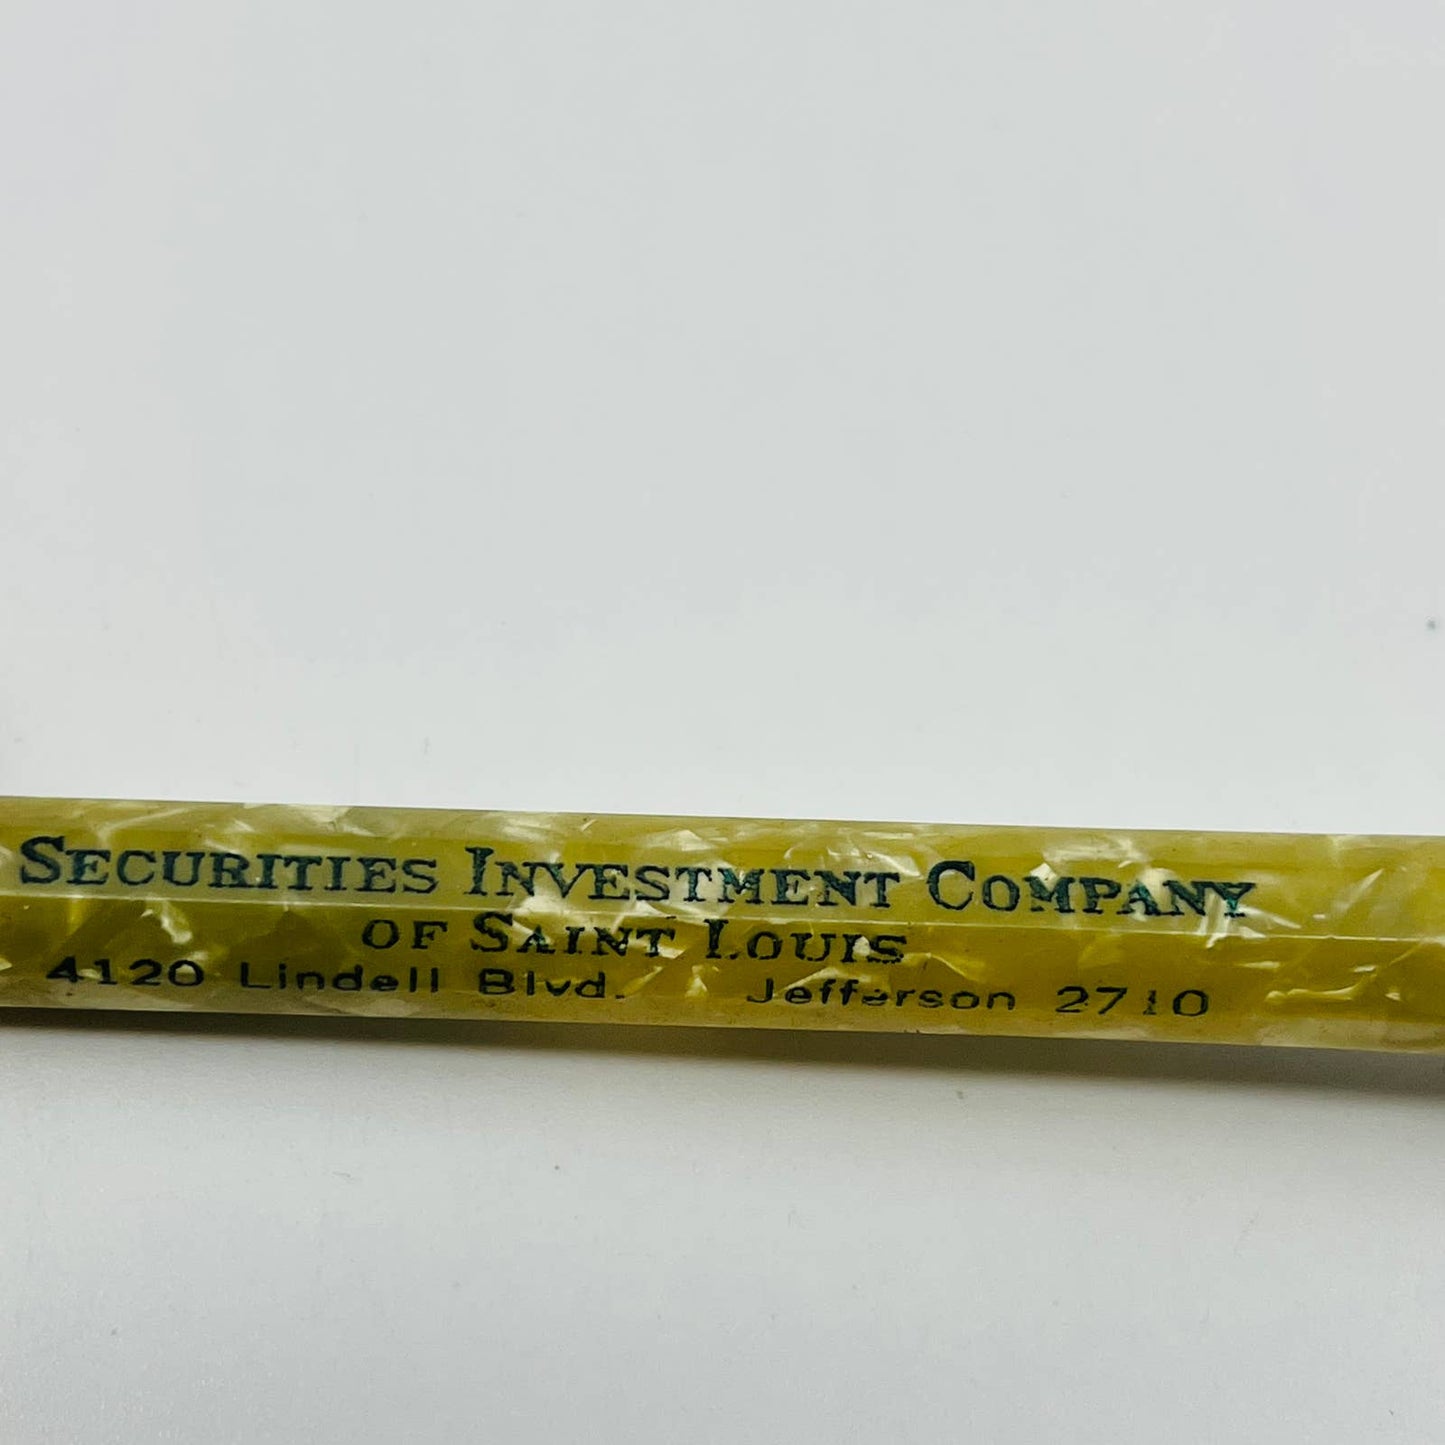 SECURITIES INVESTMENT COMPANY
OF SAINT LOUIS
4120 Lindell Blvd. Jefferson 2710